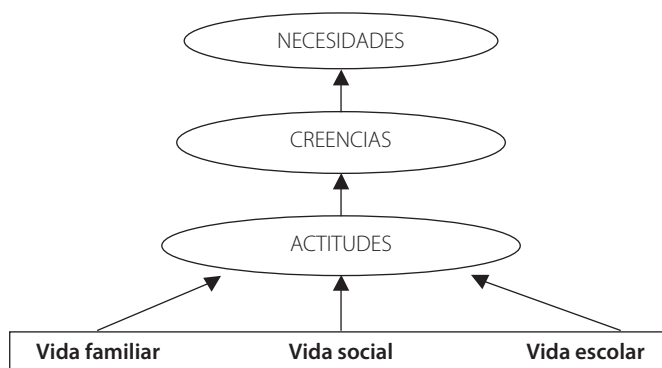 NECESIDADES
CREENCIAS
ACTITUDES
Vida familiar Vida social Vida escolar